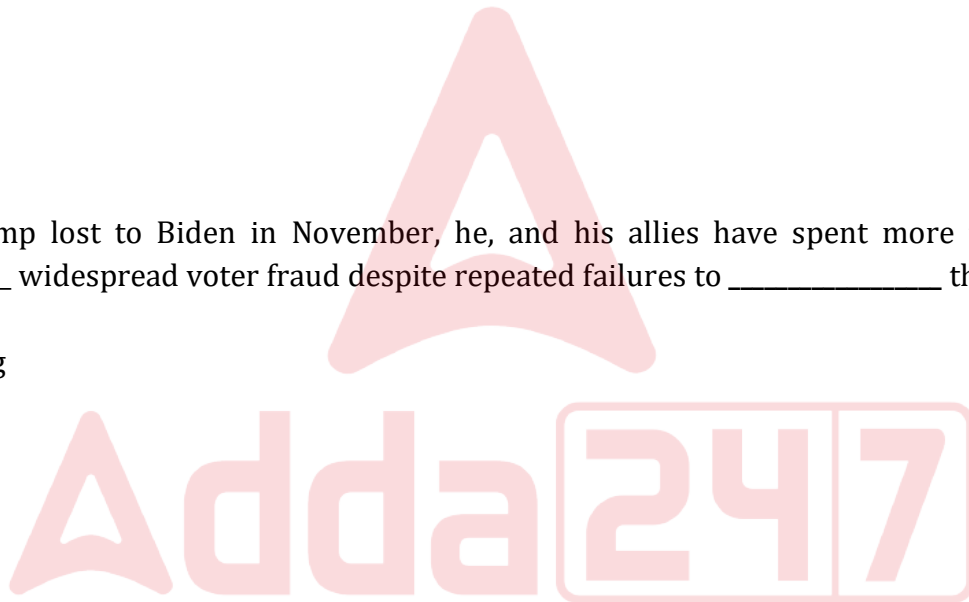 mp lost to Biden in November, he, and his allies have spent more
_ widespread voter fraud despite repeated failures to __________________ th
g
Adda247